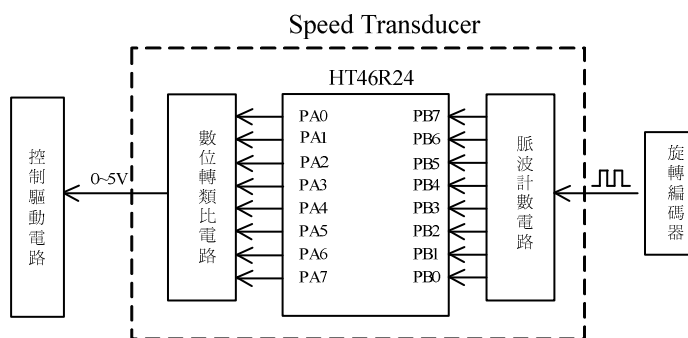 Speed Transducer
HT46R24
控制驅動電路
0~5V
數位轉類比電路
PA0
PA1
PA2
PA3
PA4
PA5
PA6
PA7
PB7
PB6
PB5
PB4
PB3
PB2
PB1
PB0
脈波計數電路
旋轉編碼器